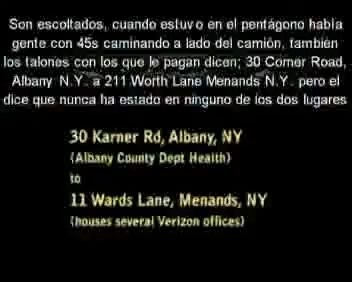 Son escoltados, cuando estuvo en el pentágono había
gente con 45s caminando a lado del camión, también
los talones con los que le pagan dicen; 30 Corner Road,
Albany N.Y. a 211 Worth Lane Menands N.Y. pero el
dice que nunca ha estado en ninguno de los dos lugares
30 Karner Rd, Albany, NY
(Albany County Dept Health)
to
11 Wards Lane, Menands, NY
(houses several Verizon offices)